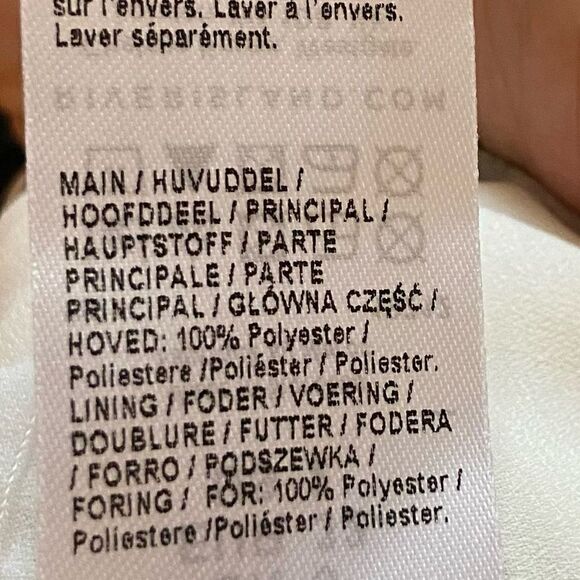 sur l'envers. Laver à l'envers.
Laver séparément.
RIVERISLAND.COM
MAIN / HUVUDDEL /
HOOFDDEEL / PRINCIPAL /
HAUPTSTOFF / PARTE
PRINCIPALE / PARTE
PRINCIPAL / GŁÓWNA CZĘŚĆ /
HOVED: 100% Polyester /
Poliestere /Poliéster / Poliester.
LINING / FODER / VOERING /
DOUBLURE / FUTTER / FODERA
/ FORRO / PODSZEWKA /
FORING / FÓR: 100% Polyester /
Poliestere /Poliéster / Poliester.